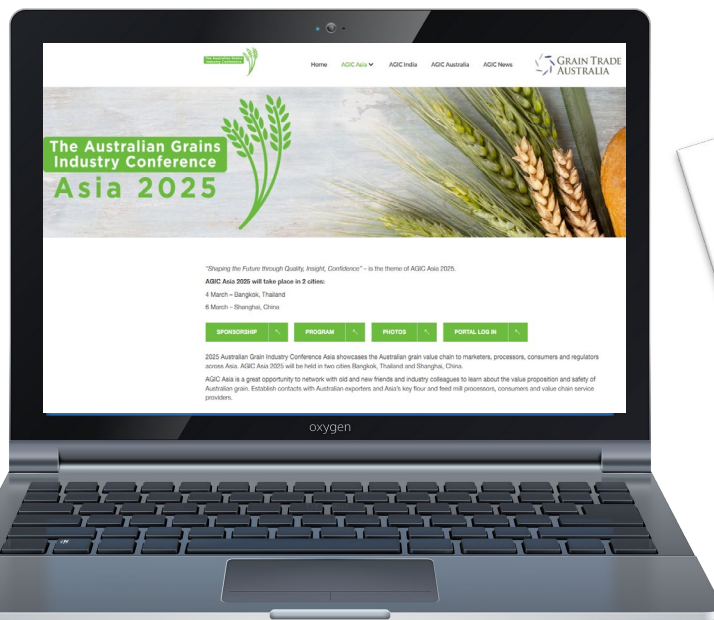 The Australian Grains
Industry Conference
Home
AGIC Asia
AGIC India
AGIC Australia
AGIC News
GRAIN TRADE
AUSTRALIA
The Australian Grains
Industry Conference
Asia 2025
"Shaping the Future through Quality, Insight, Confidence" – is the theme of AGIC Asia 2025.
AGIC Asia 2025 will take place in 2 cities:
4 March – Bangkok, Thailand
6 March – Shanghai, China
SPONSORSHIP
PROGRAM
PHOTOS
PORTAL LOG IN
2025 Australian Grain Industry Conference Asia showcases the Australian grain value chain to marketers, processors, consumers and regulators
across Asia. AGIC Asia 2025 will be held in two cities Bangkok, Thailand and Shanghai, China.
AGIC Asia is a great opportunity to network with old and new friends and industry colleagues to learn about the value proposition and safety of
Australian grain. Establish contacts with Australian exporters and Asia's key flour and feed mill processors, consumers and value chain service
providers.
oxygen